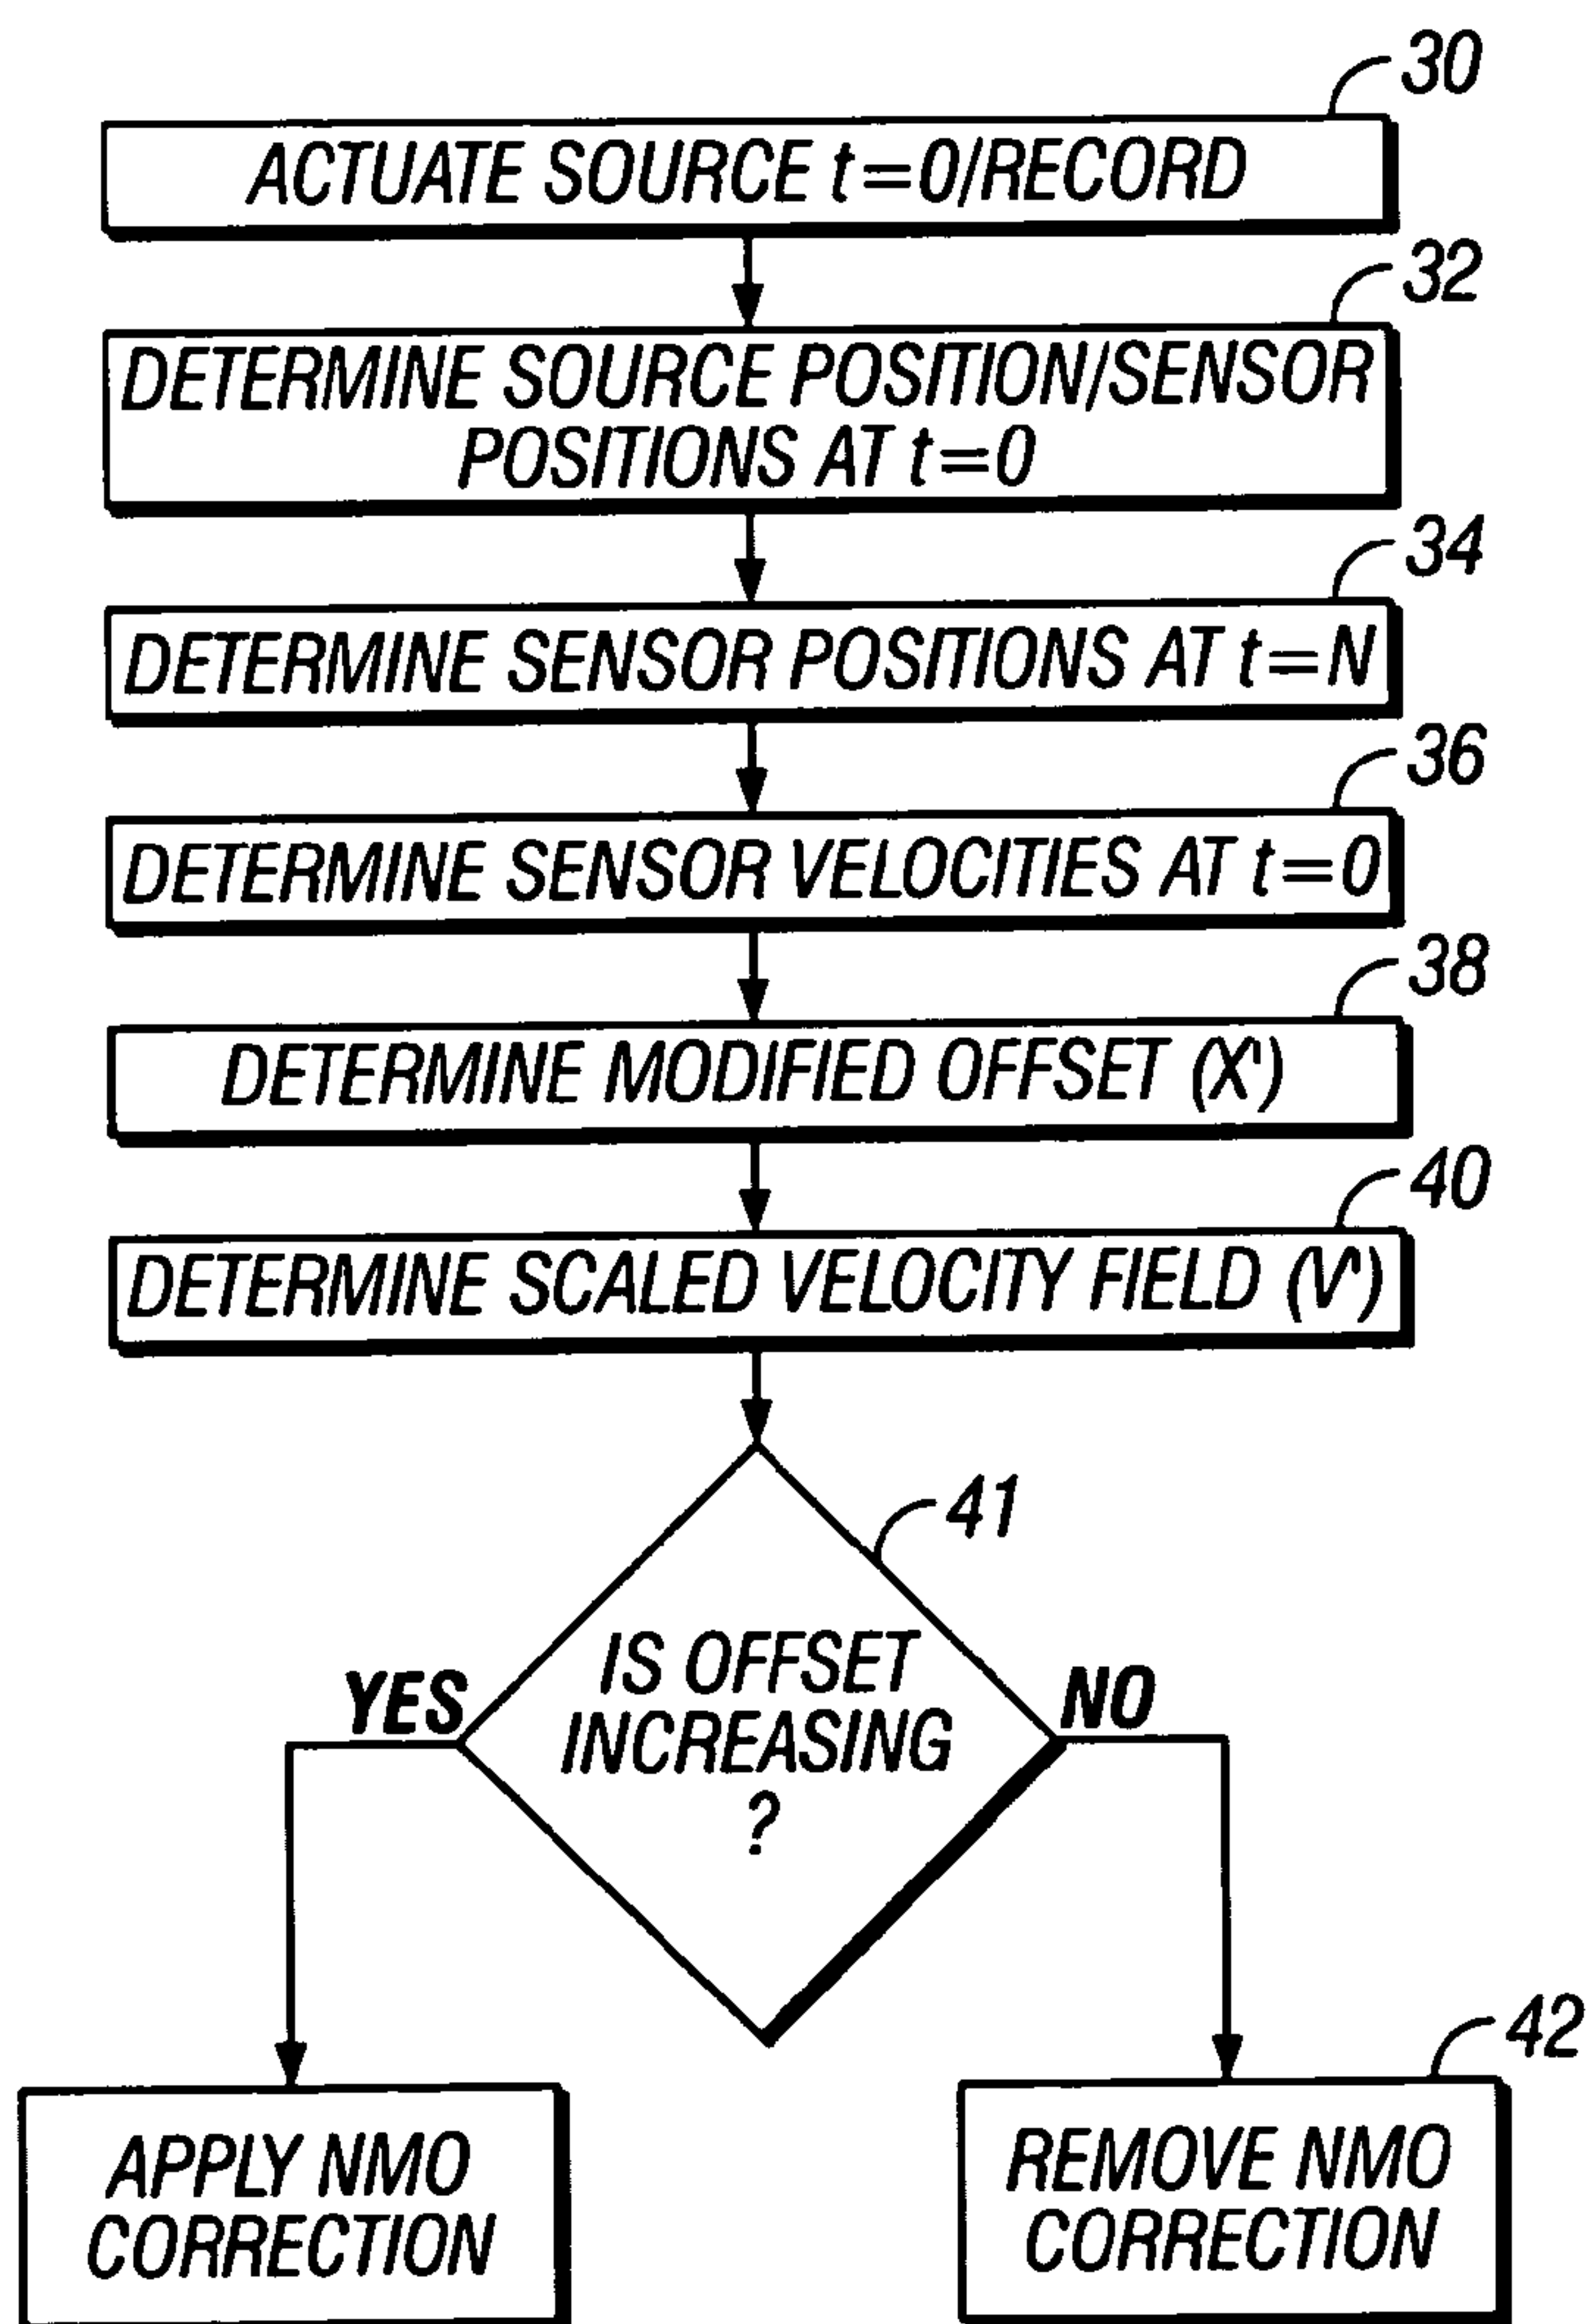 30
ACTUATE SOURCE t=0/RECORD
32
DETERMINE SOURCE POSITION/SENSOR
POSITIONS AT t=0
34
DETERMINE SENSOR POSITIONS AT t=N
36
DETERMINE SENSOR VELOCITIES AT t=0
38
DETERMINE MODIFIED OFFSET (X')
40
DETERMINE SCALED VELOCITY FIELD (V')
41
IS OFFSET
INCREASING
?
YES
NO
42
APPLY NMO
CORRECTION
REMOVE NMO
CORRECTION